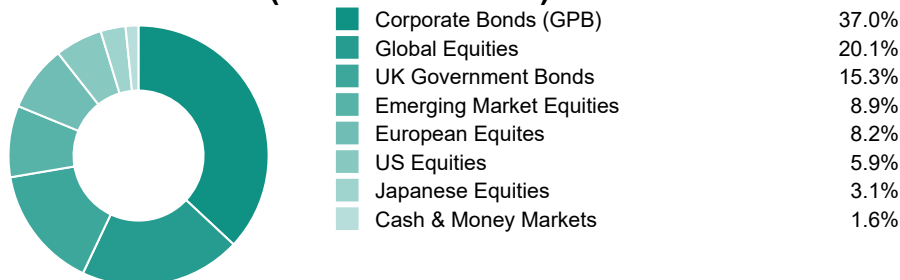 Corporate Bonds (GPB) 37.0%
Global Equities 20.1%
UK Government Bonds 15.3%
Emerging Market Equities 8.9%
European Equites 8.2%
US Equities 5.9%
Japanese Equities 3.1%
Cash & Money Markets 1.6%